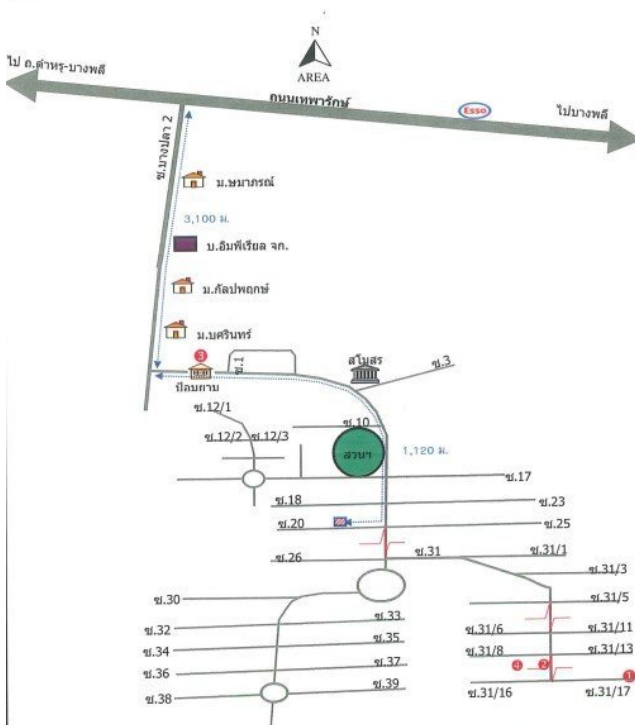 N
AREA
ไป ถ.ตำหรุ-บางพลี
ถนนเทพารักษ์
Esso
ไปบางพลี
ซ.บางปลา 2
ม.ษมาภรณ์
3,100 ม.
บ.อิมพีเรียล จก.
ม.กัลปพฤกษ์
ม.บุศรินทร์
3
ป้อมยาม
ซ.1
สโมสร
ซ.3
ซ.12/1
ซ.12/2
ซ.12/3
ซ.10
สวนฯ
1,120 ม.
ซ.17
ซ.18
ซ.23
ซ.20
ซ.25
ซ.26
ซ.31
ซ.31/1
ซ.31/3
ซ.30
ซ.31/5
ซ.32
ซ.33
ซ.31/6
ซ.31/11
ซ.34
ซ.35
ซ.31/8
ซ.31/13
ซ.36
ซ.37
4
2
1
ซ.38
ซ.39
ซ.31/16
ซ.31/17